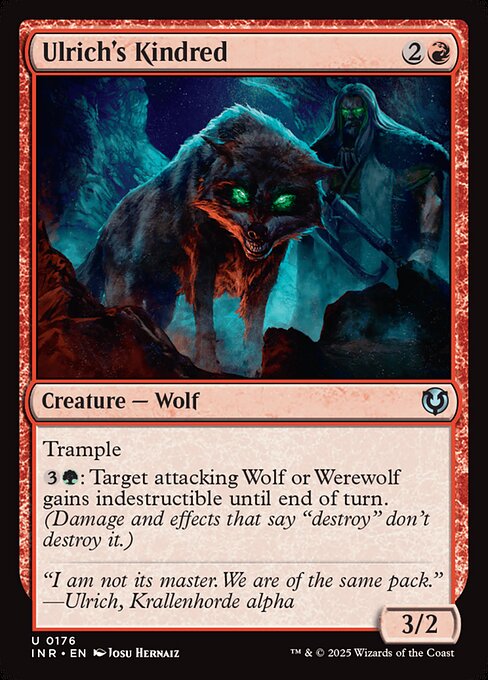 Ulrich's Kindred 2
Creature — Wolf
Trample
3: Target attacking Wolf or Werewolf
gains indestructible until end of turn.
(Damage and effects that say “destroy” don’t
destroy it.)
“I am not its master. We are of the same pack.”
—Ulrich, Krallenhorde alpha
3/2
U 0176
INR • EN Josu Hernaiz
™ & © 2025 Wizards of the Coast